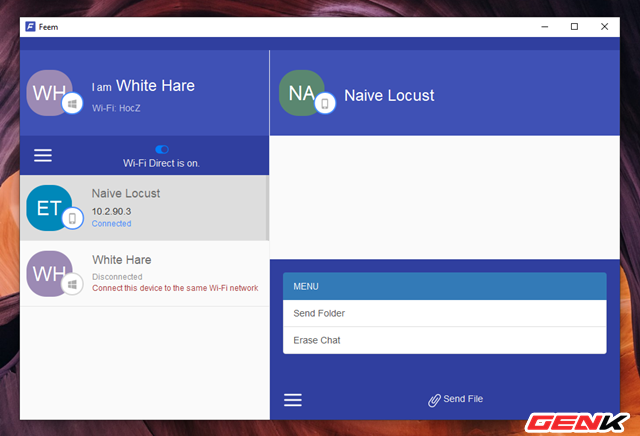 Feem
WH
I am White Hare
Wi-Fi: HocZ
NA
Naive Locust
Wi-Fi Direct is on.
ET
Naive Locust
10.2.90.3
Connected
WH
White Hare
Disconnected
Connect this device to the same Wi-Fi network
MENU
Send Folder
Erase Chat
Send File
GENK